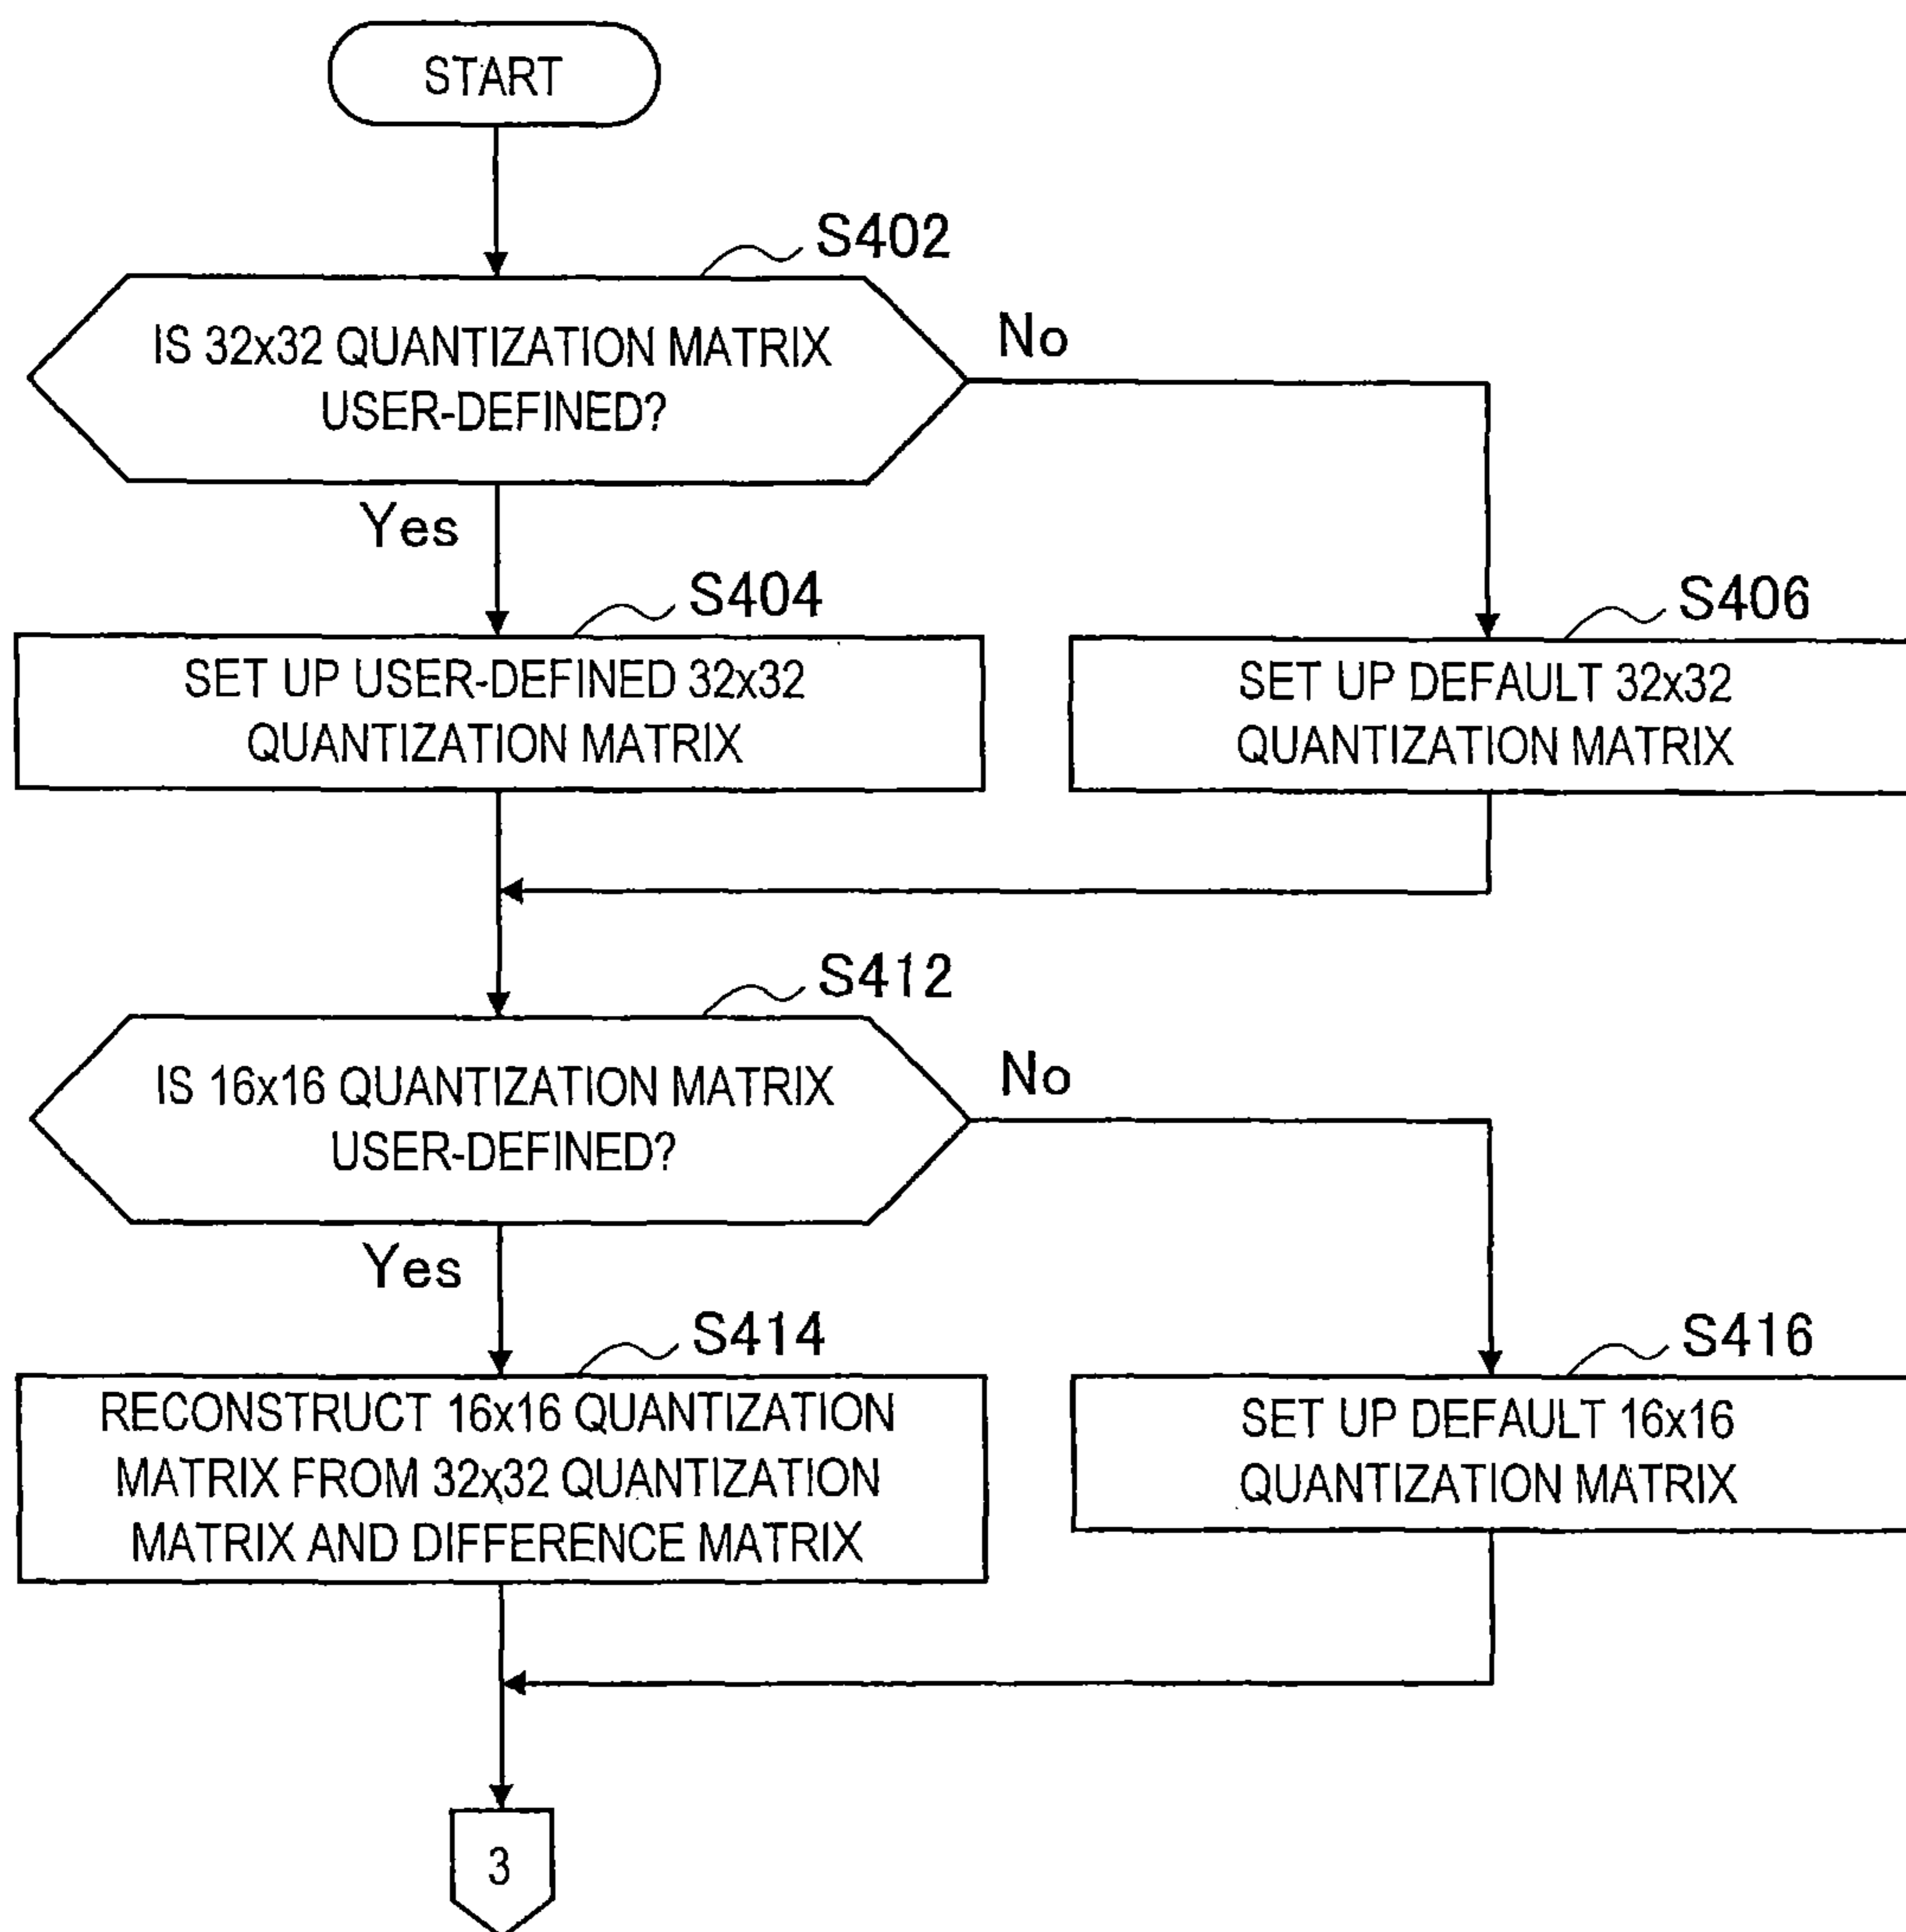 START
S402
IS 32x32 QUANTIZATION MATRIX
USER-DEFINED?
No
Yes
S404
SET UP USER-DEFINED 32x32
QUANTIZATION MATRIX
S406
SET UP DEFAULT 32x32
QUANTIZATION MATRIX
S412
IS 16x16 QUANTIZATION MATRIX
USER-DEFINED?
No
Yes
S414
RECONSTRUCT 16x16 QUANTIZATION
MATRIX FROM 32x32 QUANTIZATION
MATRIX AND DIFFERENCE MATRIX
S416
SET UP DEFAULT 16x16
QUANTIZATION MATRIX
3